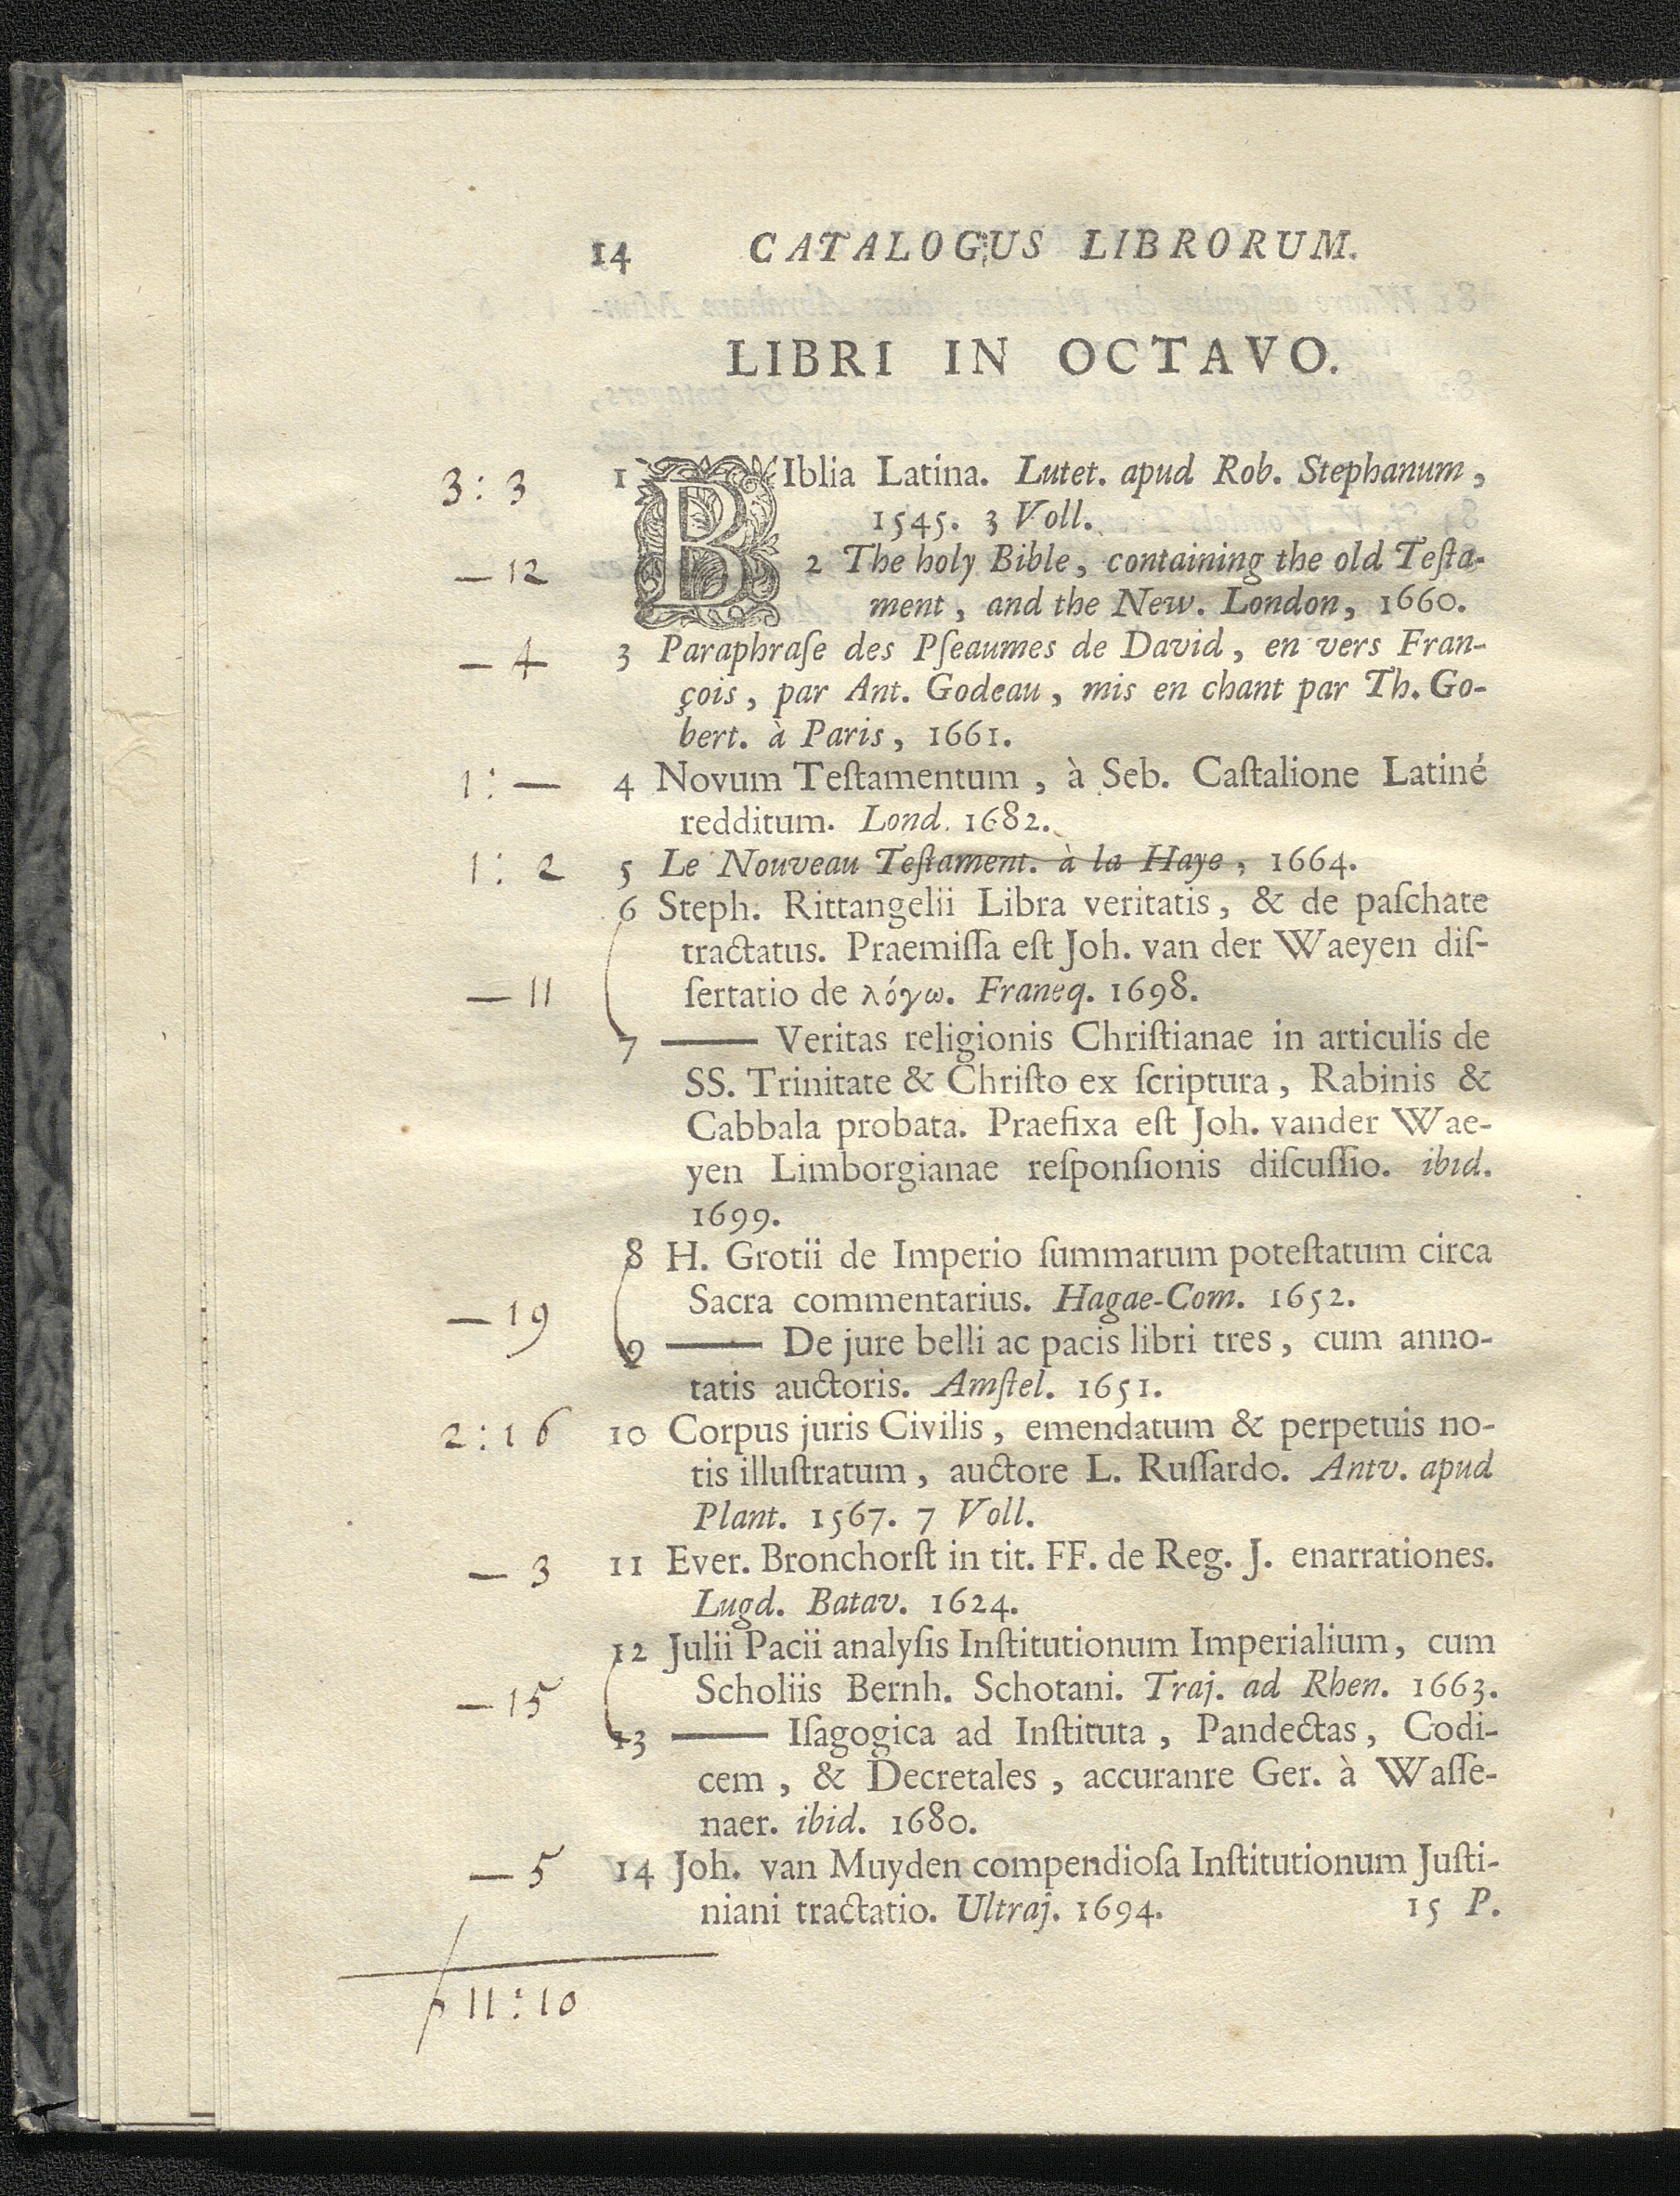 14 CATALOGUS LIBRORUM.
LIBRI IN OCTAVO.
3:3 1 BIblia Latina. Lutet. apud Rob. Stephanum,
1545. 3 Voll.
—12 2 The holy Bible, containing the old Teſta-
ment, and the New. London, 1660.
—4 3 Paraphraſe des Pſeaumes de David, en vers Fran-
çois, par Ant. Godeau, mis en chant par Th. Go-
bert. à Paris, 1661.
1:— 4 Novum Teſtamentum, à Seb. Caſtalione Latiné
redditum. Lond. 1682.
1:2 5 Le Nouveau Teſtament. à la Haye, 1664.
6 Steph. Rittangelii Libra veritatis, & de paſchate
tractatus. Praemiſſa eſt Joh. van der Waeyen diſ-
—11 ſertatio de λόγω. Franeq. 1698.
7 —— Veritas religionis Chriſtianae in articulis de
SS. Trinitate & Chriſto ex ſcriptura, Rabinis &
Cabbala probata. Praefixa eſt Joh. vander Wae-
yen Limborgianae reſponſionis diſcuſſio. ibid.
1699.
8 H. Grotii de Imperio ſummarum poteſtatum circa
—19 Sacra commentarius. Hagae-Com. 1652.
9 —— De jure belli ac pacis libri tres, cum anno-
tatis auctoris. Amſtel. 1651.
2:16 10 Corpus juris Civilis, emendatum & perpetuis no-
tis illuſtratum, auctore L. Ruſſardo. Antv. apud
Plant. 1567. 7 Voll.
—3 11 Ever. Bronchorſt in tit. FF. de Reg. J. enarrationes.
Lugd. Batav. 1624.
12 Julii Pacii analyſis Inſtitutionum Imperialium, cum
—15 Scholiis Bernh. Schotani. Traj. ad Rhen. 1663.
13 —— Iſagogica ad Inſtituta, Pandectas, Codi-
cem, & Decretales, accuranre Ger. à Waſſe-
naer. ibid. 1680.
—5 14 Joh. van Muyden compendioſa Inſtitutionum Juſti-
niani tractatio. Ultraj. 1694. 15 P.
11:10